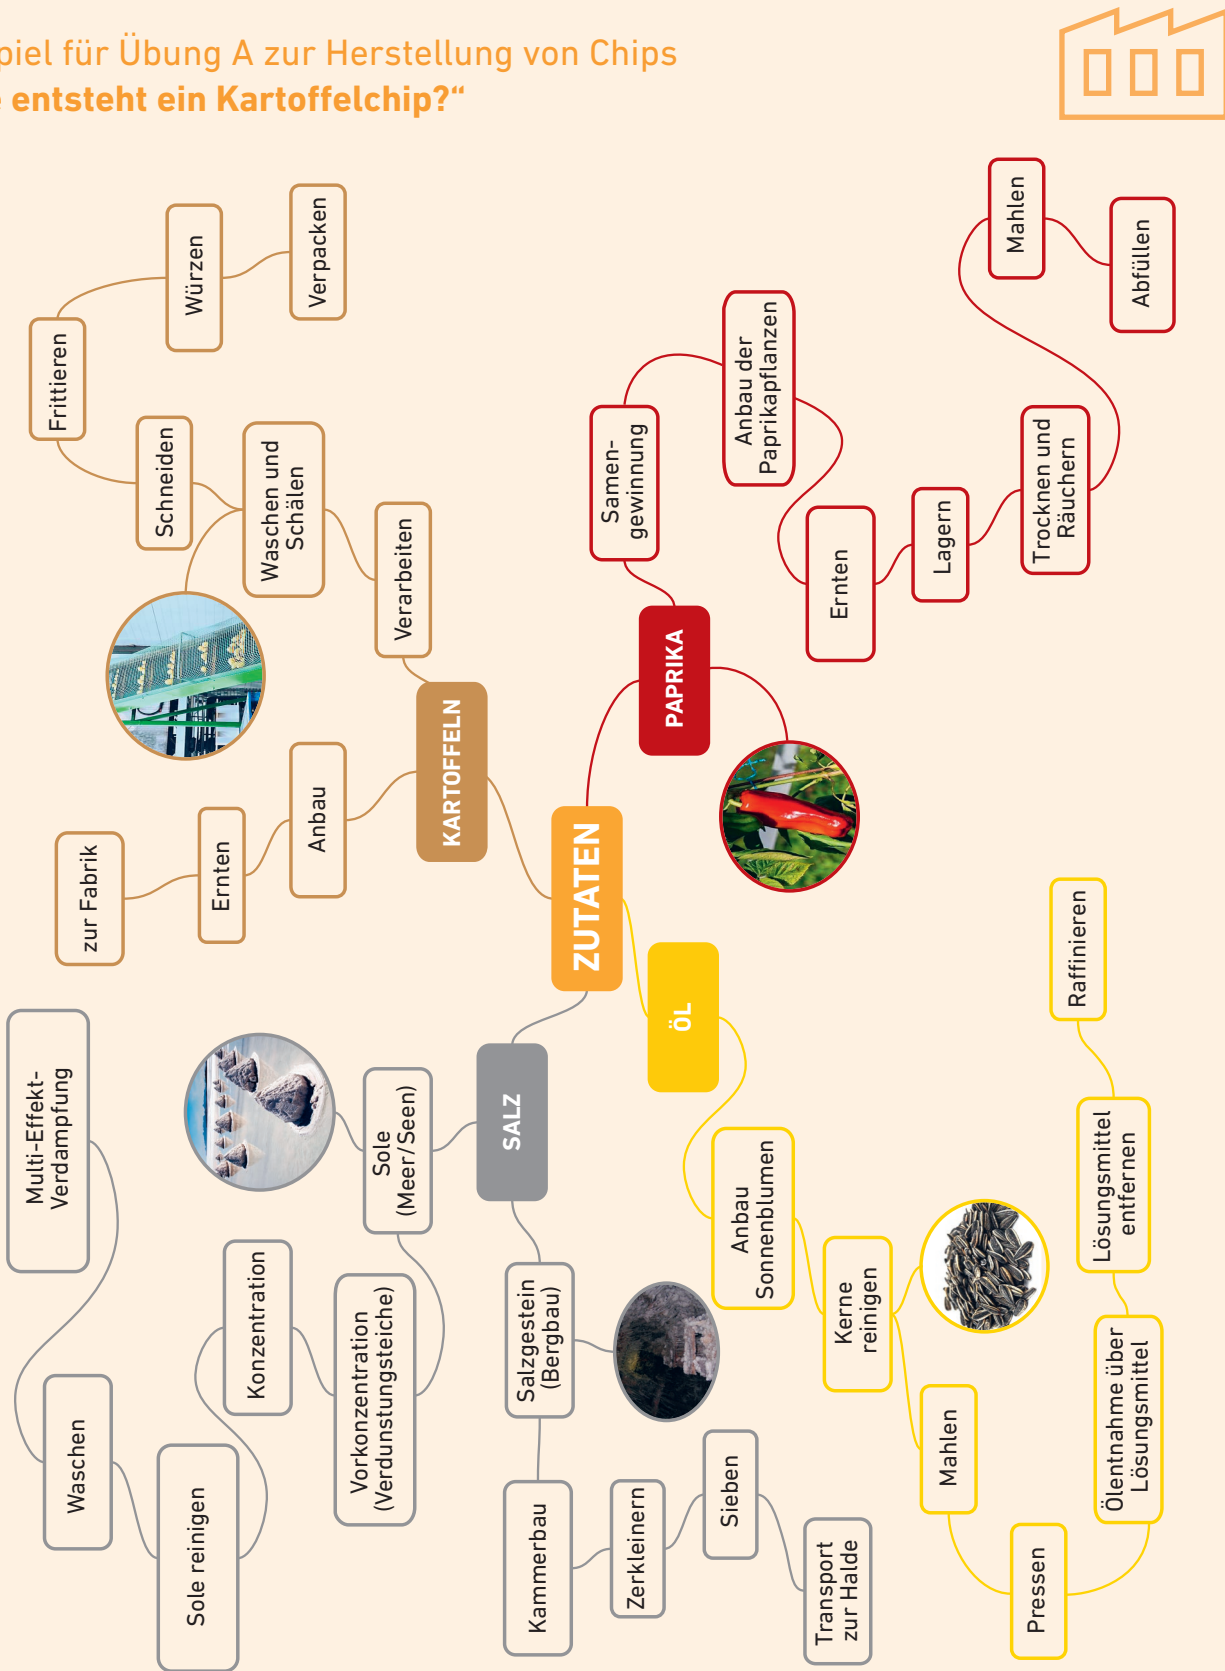 piel für Übung A zur Herstellung von Chips
entsteht ein Kartoffelchip?“
ZUTATEN
KARTOFFELN
Anbau
Ernten
zur Fabrik
Verarbeiten
Waschen und
Schälen
Schneiden
Frittieren
Würzen
Verpacken
PAPRIKA
Samen-
gewinnung
Anbau der
Paprikapflanzen
Ernten
Lagern
Trocknen und
Räuchern
Mahlen
Abfüllen
ÖL
Anbau
Sonnenblumen
Kerne
reinigen
Mahlen
Pressen
Ölentnahme über
Lösungsmittel
Lösungsmittel
entfernen
Raffinieren
SALZ
Sole
(Meer/Seen)
Vorkonzentration
(Verdunstungsteiche)
Konzentration
Sole reinigen
Waschen
Multi-Effekt-
Verdampfung
Salzgestein
(Bergbau)
Kammerbau
Zerkleinern
Sieben
Transport
zur Halde